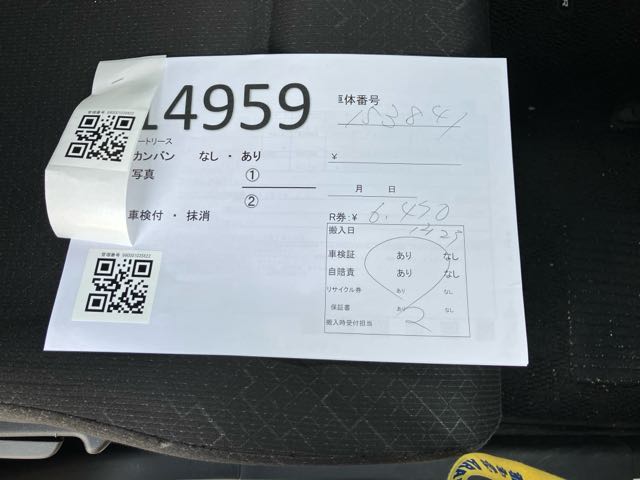 14959
車体番号
153841
ートリース
カンバン なし・あり
¥
写真 ①
②
月 日
車検付・抹消
R券:¥ 6,450
搬入日 12/25
車検証 あり なし
自賠責 あり なし
リサイクル券 あり なし
保証書 あり なし
搬入時受付担当